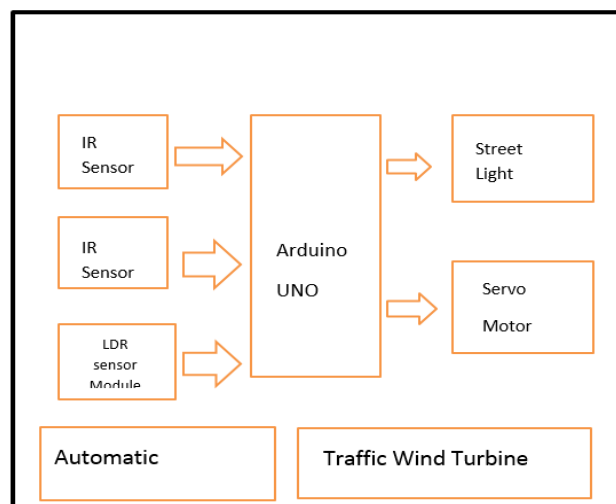 IR
Sensor
Street
Light
IR
Sensor
Arduino
UNO
Servo
Motor
LDR
sensor
Module
Automatic
Traffic Wind Turbine